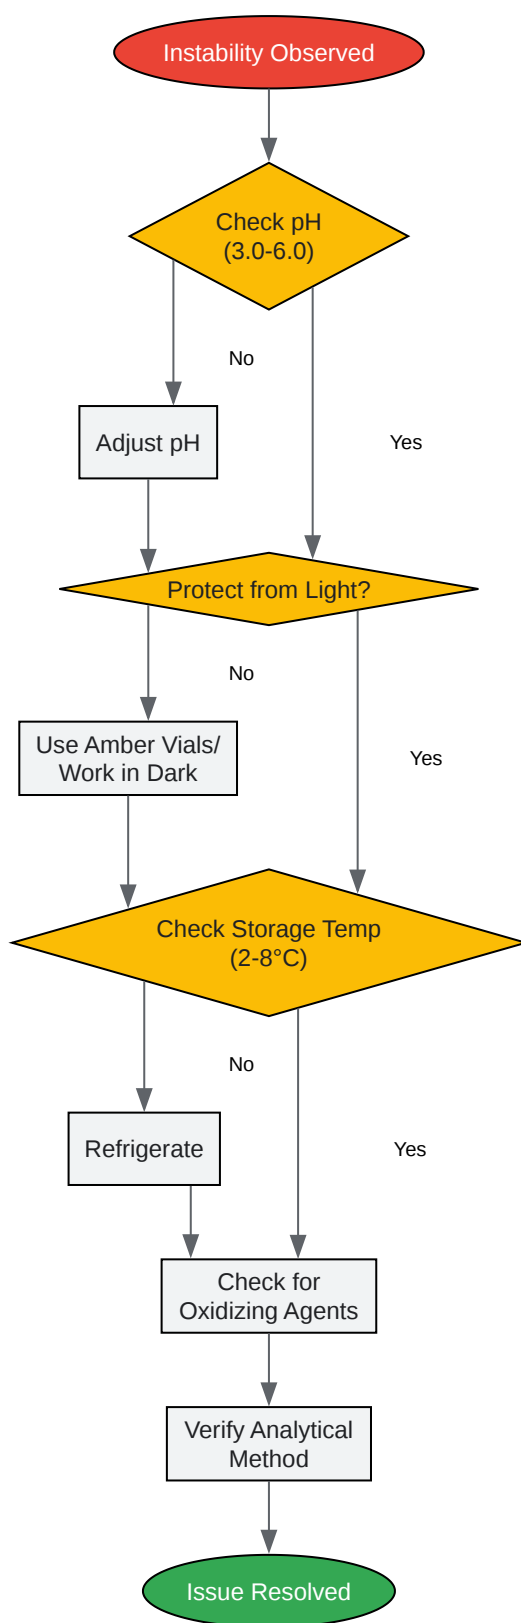 Instability Observed
Check pH
(3.0-6.0)
No
Adjust pH
Yes
Protect from Light?
No
Use Amber Vials/
Work in Dark
Yes
Check Storage Temp
(2-8°C)
No
Refrigerate
Yes
Check for
Oxidizing Agents
Verify Analytical
Method
Issue Resolved